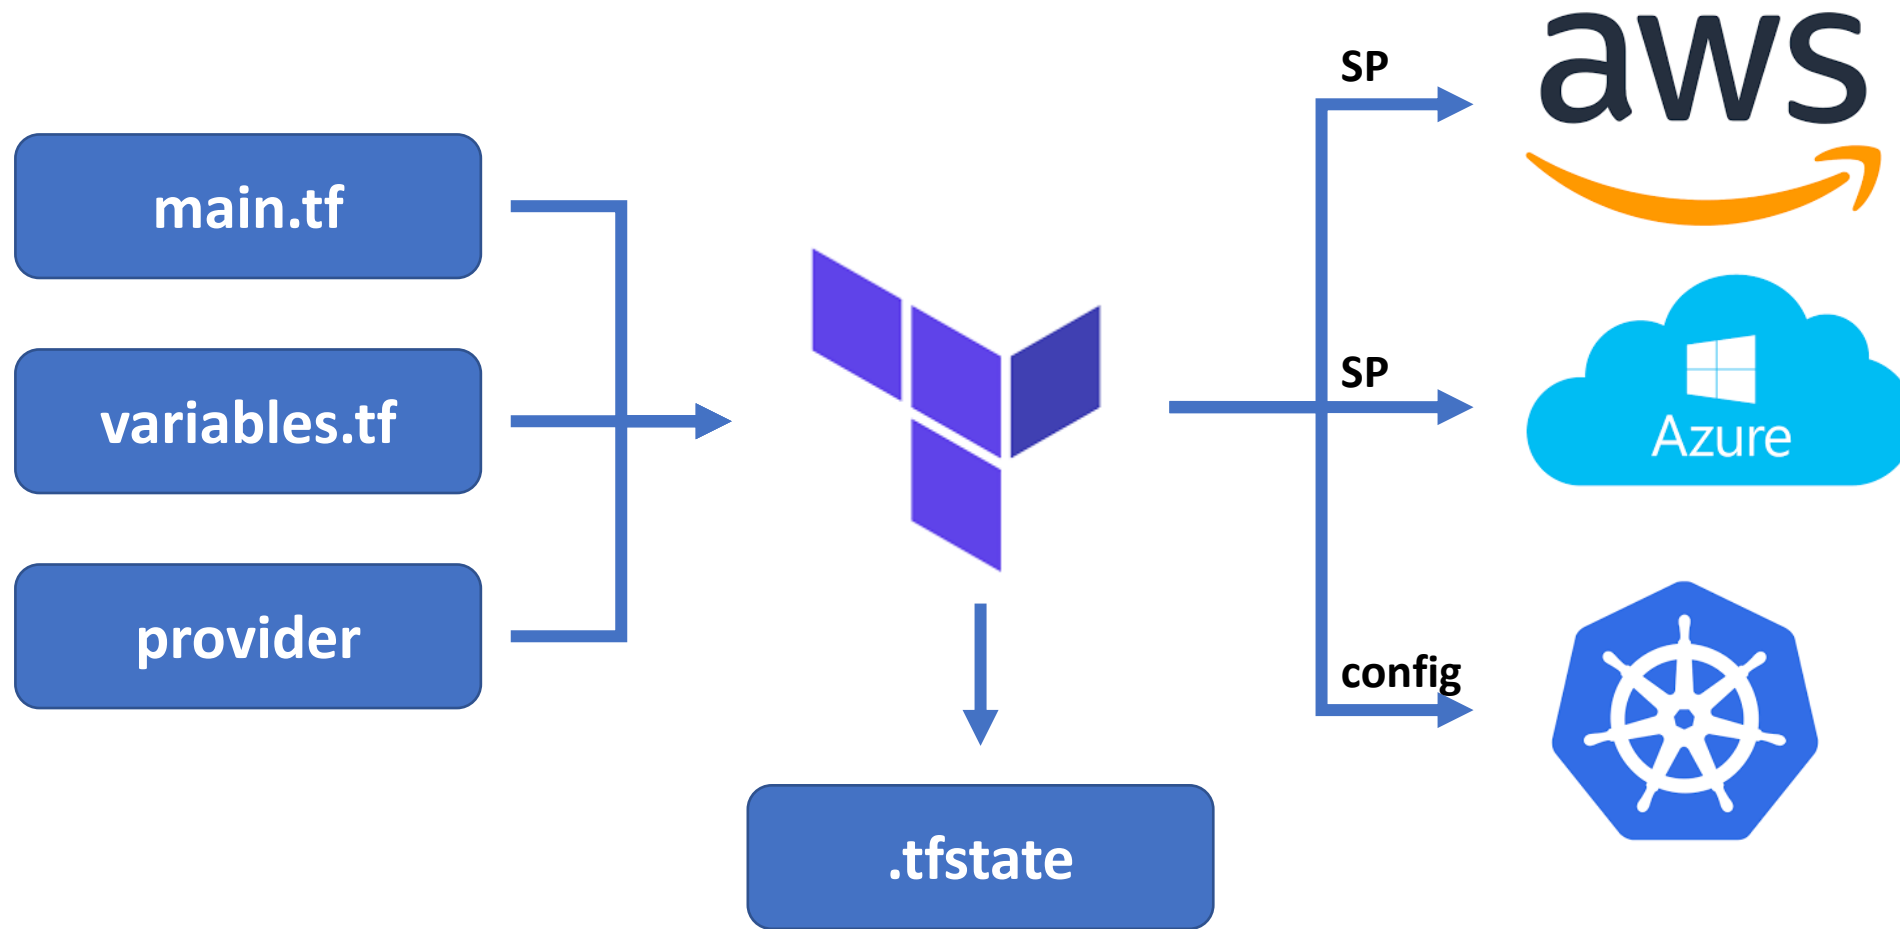 main.tf
variables.tf
provider
.tfstate
SP
aws
SP
Azure
config